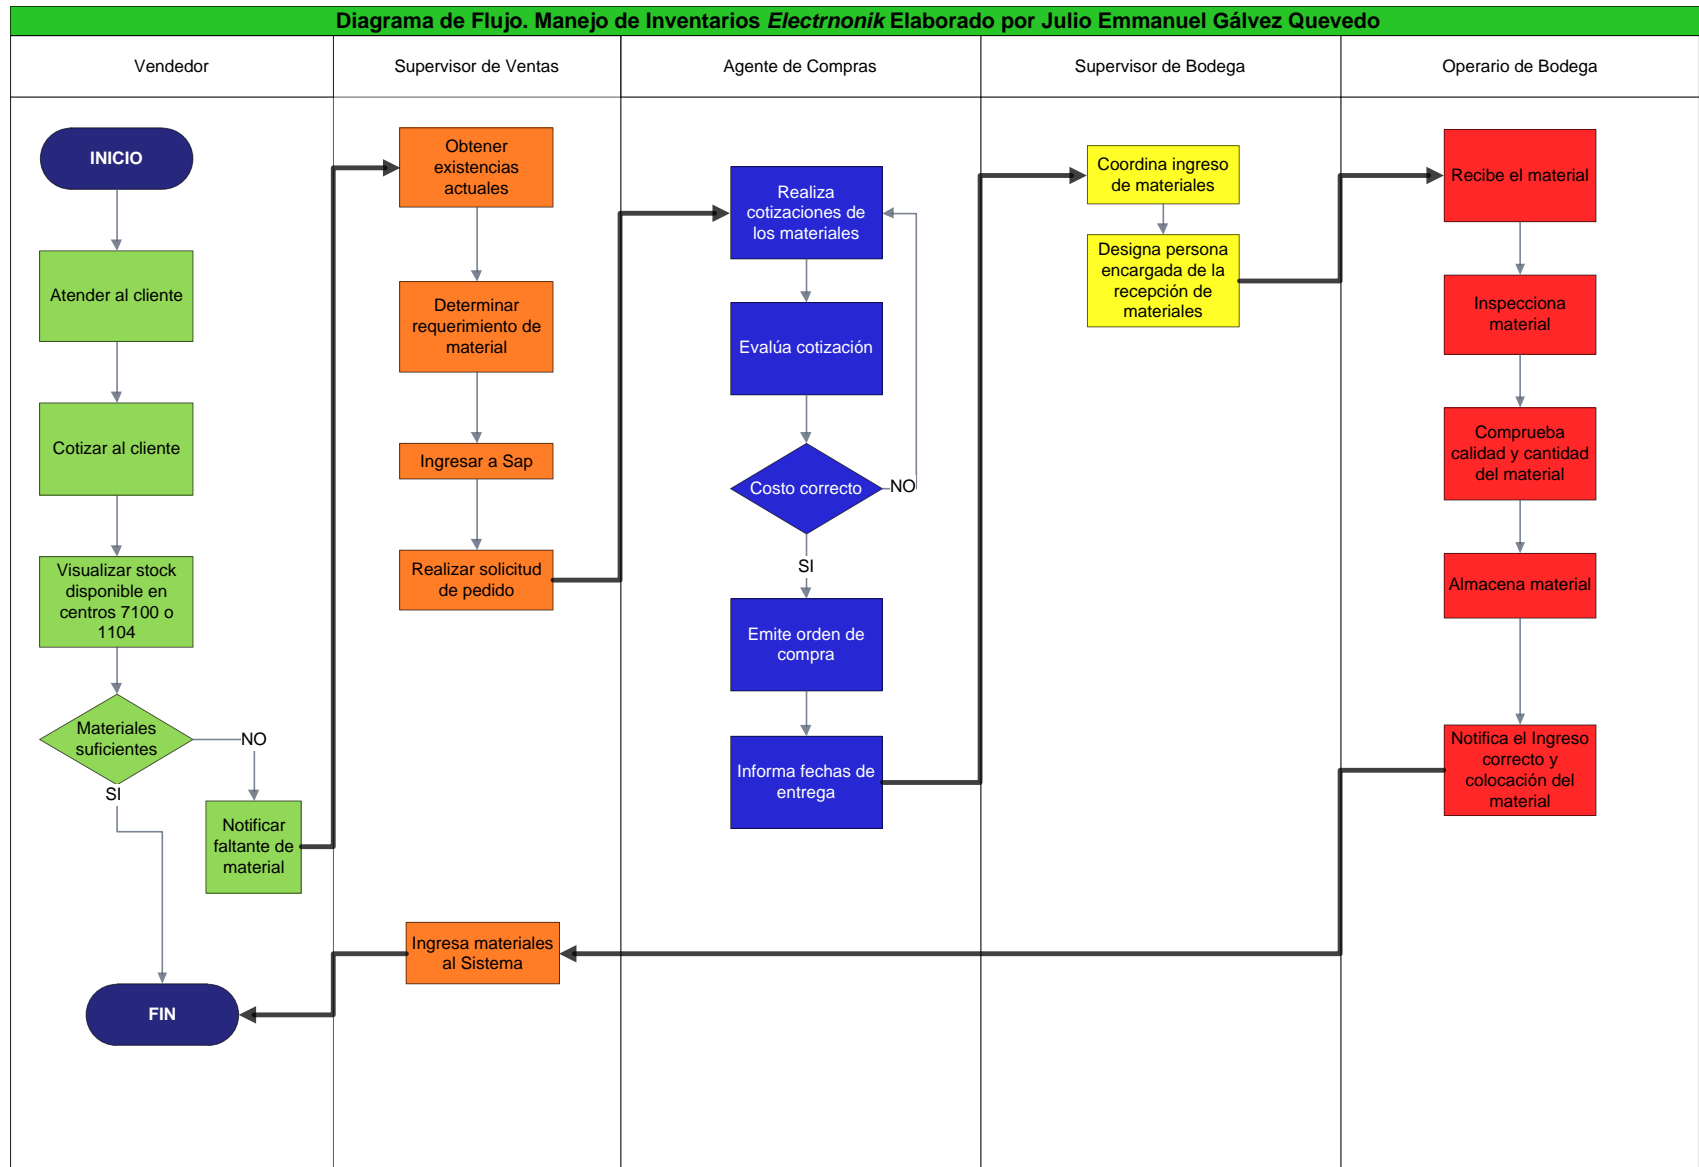 Diagrama de Flujo. Manejo de Inventarios Electrnonik Elaborado por Julio Emmanuel Gálvez Quevedo
Vendedor
Supervisor de Ventas
Agente de Compras
Supervisor de Bodega
Operario de Bodega
INICIO
Atender al cliente
Cotizar al cliente
Visualizar stock
disponible en
centros 7100 o
1104
Materiales
suficientes
NO
SI
Notificar
faltante de
material
FIN
Obtener
existencias
actuales
Determinar
requerimiento de
material
Ingresar a Sap
Realizar solicitud
de pedido
Ingresa materiales
al Sistema
Realiza
cotizaciones de
los materiales
Evalúa cotización
Costo correcto
NO
SI
Emite orden de
compra
Informa fechas de
entrega
Coordina ingreso
de materiales
Designa persona
encargada de la
recepción de
materiales
Recibe el material
Inspecciona
material
Comprueba
calidad y cantidad
del material
Almacena material
Notifica el Ingreso
correcto y
colocación del
material